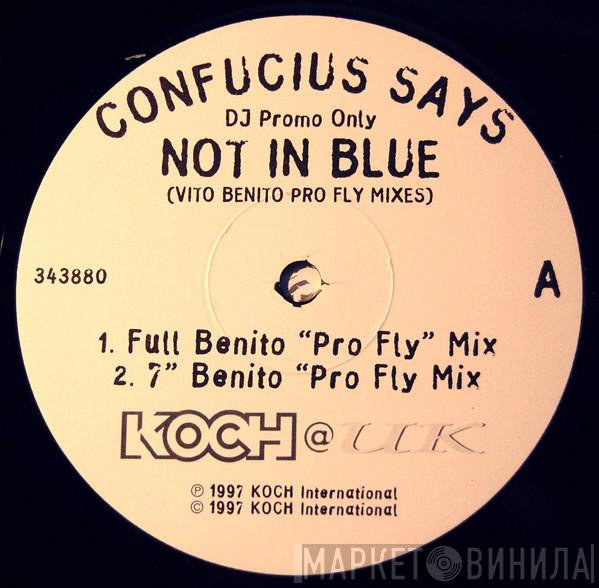 CONFUCIUS SAYS
DJ Promo Only
NOT IN BLUE
(VITO BENITO PRO FLY MIXES)
343880
A
1. Full Benito “Pro Fly” Mix
2. 7” Benito “Pro Fly Mix
KOCH @ UK
Ⓟ 1997 KOCH International
© 1997 KOCH International
МАРКЕТ ВИНИЛА